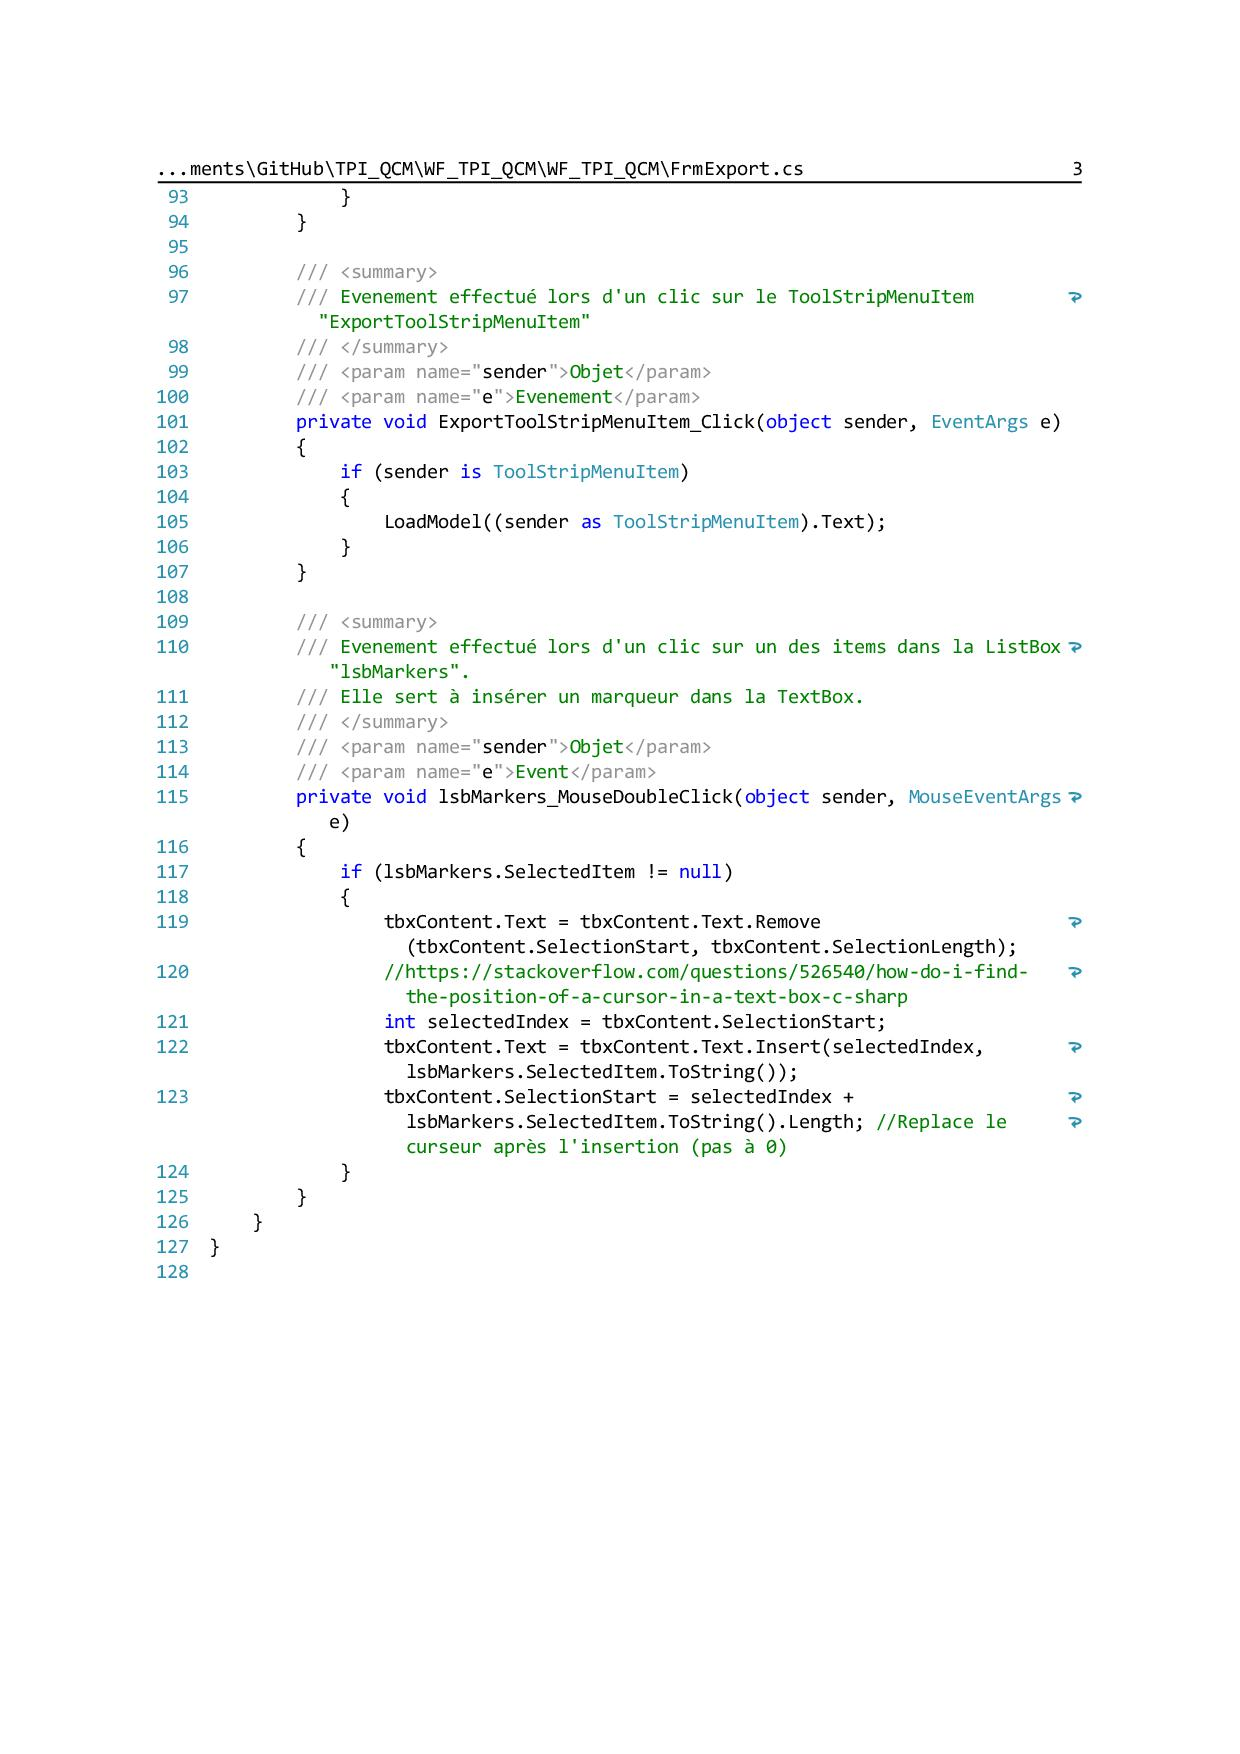 ...ments\GitHub\TPI_QCM\WF_TPI_QCM\WF_TPI_QCM\FrmExport.cs 3
93 }
94 }
95
96 /// <summary>
97 /// Evenement effectué lors d'un clic sur le ToolStripMenuItem
"ExportToolStripMenuItem"
98 /// </summary>
99 /// <param name="sender">Objet</param>
100 /// <param name="e">Evenement</param>
101 private void ExportToolStripMenuItem_Click(object sender, EventArgs e)
102 {
103 if (sender is ToolStripMenuItem)
104 {
105 LoadModel((sender as ToolStripMenuItem).Text);
106 }
107 }
108
109 /// <summary>
110 /// Evenement effectué lors d'un clic sur un des items dans la ListBox
"lsbMarkers".
111 /// Elle sert à insérer un marqueur dans la TextBox.
112 /// </summary>
113 /// <param name="sender">Objet</param>
114 /// <param name="e">Event</param>
115 private void lsbMarkers_MouseDoubleClick(object sender, MouseEventArgs
e)
116 {
117 if (lsbMarkers.SelectedItem != null)
118 {
119 tbxContent.Text = tbxContent.Text.Remove
(tbxContent.SelectionStart, tbxContent.SelectionLength);
120 //https://stackoverflow.com/questions/526540/how-do-i-find-
the-position-of-a-cursor-in-a-text-box-c-sharp
121 int selectedIndex = tbxContent.SelectionStart;
122 tbxContent.Text = tbxContent.Text.Insert(selectedIndex,
lsbMarkers.SelectedItem.ToString());
123 tbxContent.SelectionStart = selectedIndex +
lsbMarkers.SelectedItem.ToString().Length; //Replace le
curseur après l'insertion (pas à 0)
124 }
125 }
126 }
127 }
128